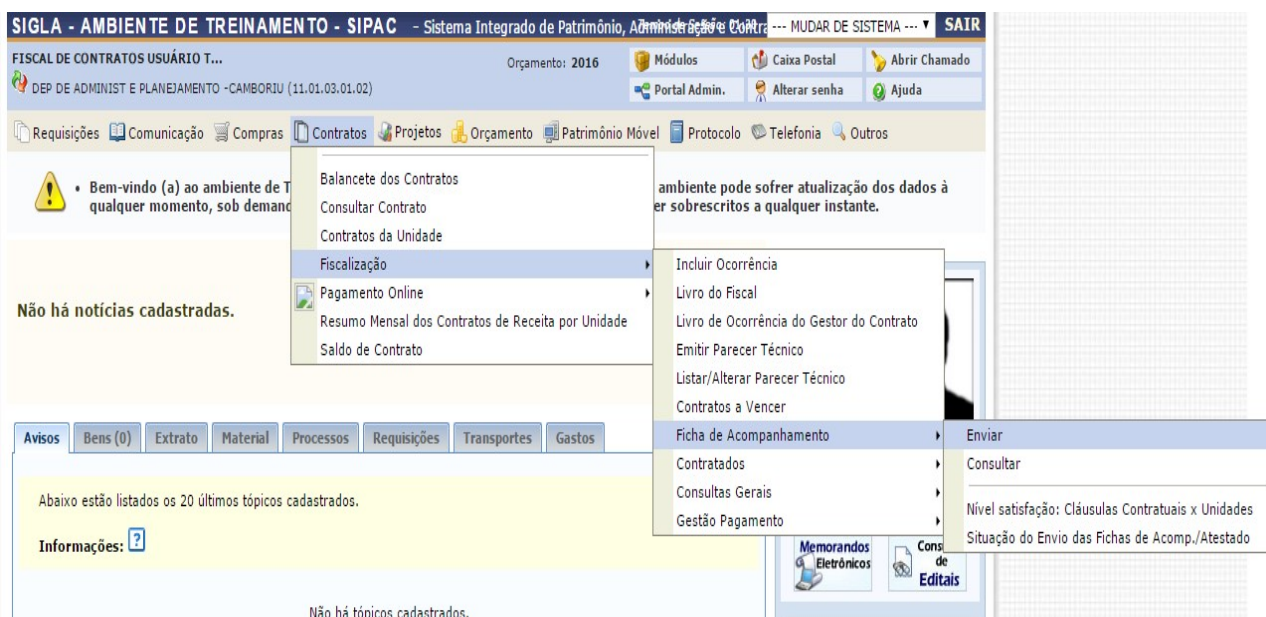 SIGLA - AMBIENTE DE TREINAMENTO - SIPAC - Sistema Integrado de Patrimônio, Administração e Contra
--- MUDAR DE SISTEMA --- ▼ SAIR
FISCAL DE CONTRATOS USUÁRIO T...
Orçamento: 2016
Módulos Caixa Postal Abrir Chamado
DEP DE ADMINIST E PLANEJAMENTO -CAMBORIU (11.01.03.01.02)
Portal Admin. Alterar senha Ajuda
Requisições Comunicação Compras Contratos Projetos Orçamento Patrimônio Móvel Protocolo Telefonia Outros
• Bem-vindo (a) ao ambiente de T
ambiente pode sofrer atualização dos dados à
qualquer momento, sob demand
er sobrescritos a qualquer instante.
Balancete dos Contratos
Consultar Contrato
Contratos da Unidade
Fiscalização
Pagamento Online
Resumo Mensal dos Contratos de Receita por Unidade
Saldo de Contrato
Incluir Ocorrência
Livro do Fiscal
Livro de Ocorrência do Gestor do Contrato
Emitir Parecer Técnico
Listar/Alterar Parecer Técnico
Contratos a Vencer
Ficha de Acompanhamento
Contratados
Consultas Gerais
Gestão Pagamento
Enviar
Consultar
Nível satisfação: Cláusulas Contratuais x Unidades
Situação do Envio das Fichas de Acomp./Atestado
Não há notícias cadastradas.
Avisos Bens (0) Extrato Material Processos Requisições Transportes Gastos
Abaixo estão listados os 20 últimos tópicos cadastrados.
Informações: ?
Não há tópicos cadastrados.
Memorandos
Eletrônicos
Cons
de
Editais